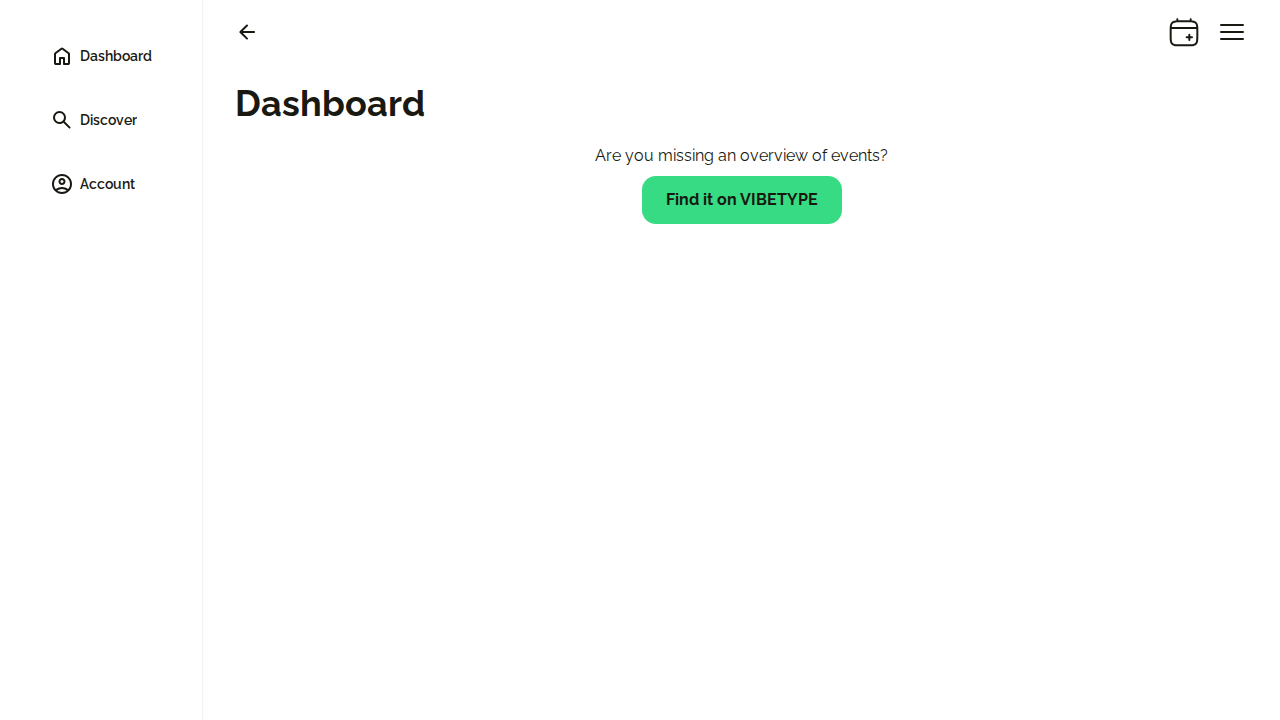 Dashboard
Discover
Account
Dashboard
Are you missing an overview of events?
Find it on VIBETYPE